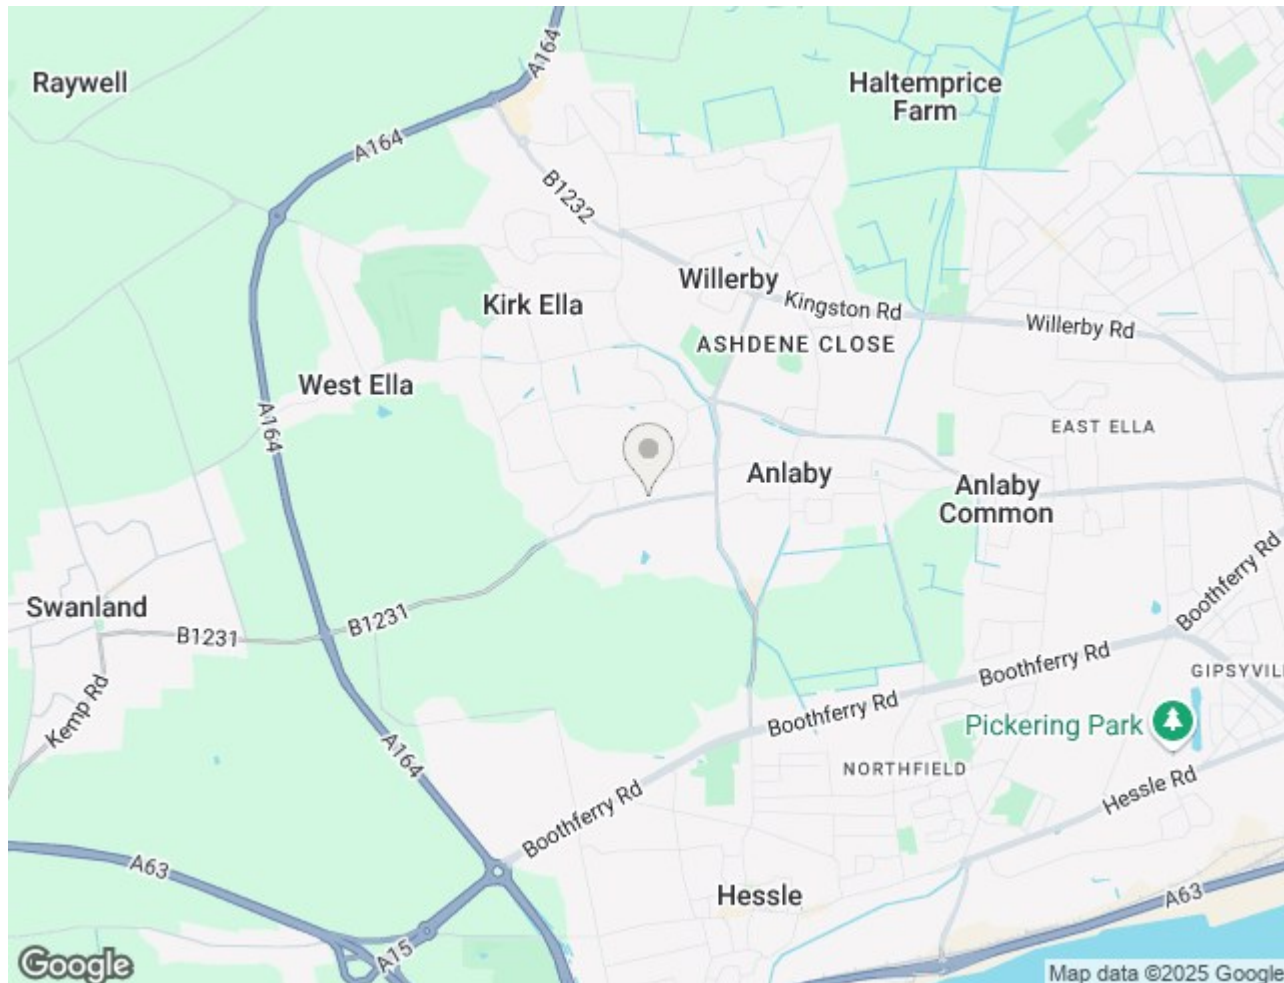 A164
Raywell
Haltemprice
Farm
A164
B1232
Willerby
Kirk Ella
Kingston Rd
Willerby Rd
ASHDENE CLOSE
West Ella
A164
EAST ELLA
Anlaby
Anlaby
Common
Boothferry Rd
Swanland
B1231
B1231
Boothferry Rd
GIPSYVILL
Kemp Rd
Boothferry Rd
Pickering Park
A164
NORTHFIELD
Hessle Rd
Boothferry Rd
A63
Hessle
A63
A15
Google
Map data ©2025 Google